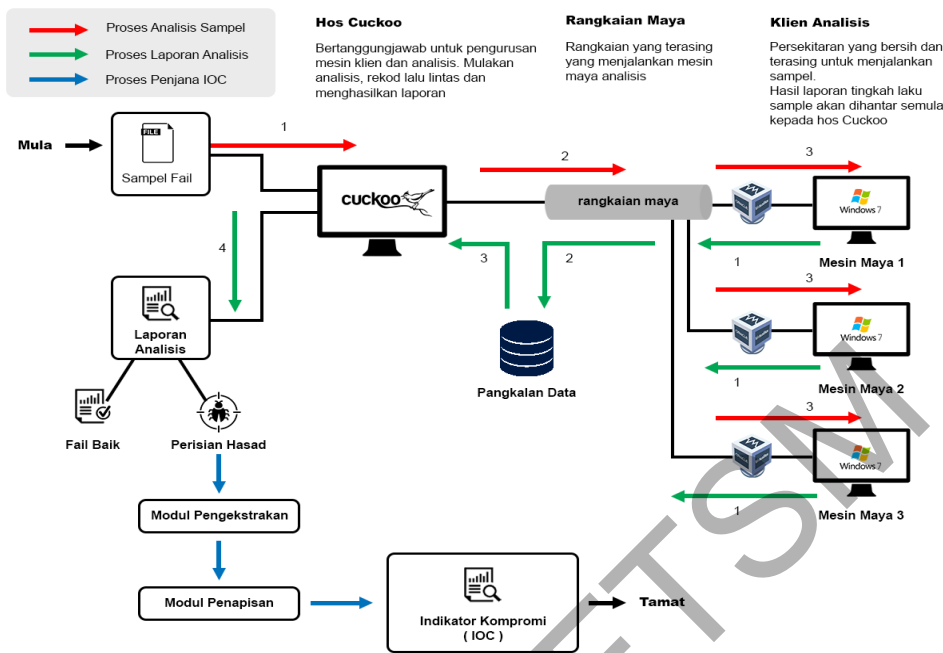 Proses Analisis Sampel
Proses Laporan Analisis
Proses Penjana IOC
Hos Cuckoo
Bertanggungjawab untuk pengurusan
mesin klien dan analisis. Mulakan
analisis, rekod lalu lintas dan
menghasilkan laporan
Rangkaian Maya
Rangkaian yang terasing
yang menjalankan mesin
maya analisis
Klien Analisis
Persekitaran yang bersih dan
terasing untuk menjalankan
sampel.
Hasil laporan tingkah laku
sample akan dihantar semula
kepada hos Cuckoo
Mula
FILE
Sampel Fail
1
cuckoo
2
rangkaian maya
3
Windows 7
1
Mesin Maya 1
4
3
2
Pangkalan Data
3
Windows 7
1
Mesin Maya 2
3
Windows 7
1
Mesin Maya 3
Laporan
Analisis
Fail Baik
Perisian Hasad
Modul Pengekstrakan
Modul Penapisan
Indikator Kompromi
( IOC )
Tamat
FTSM